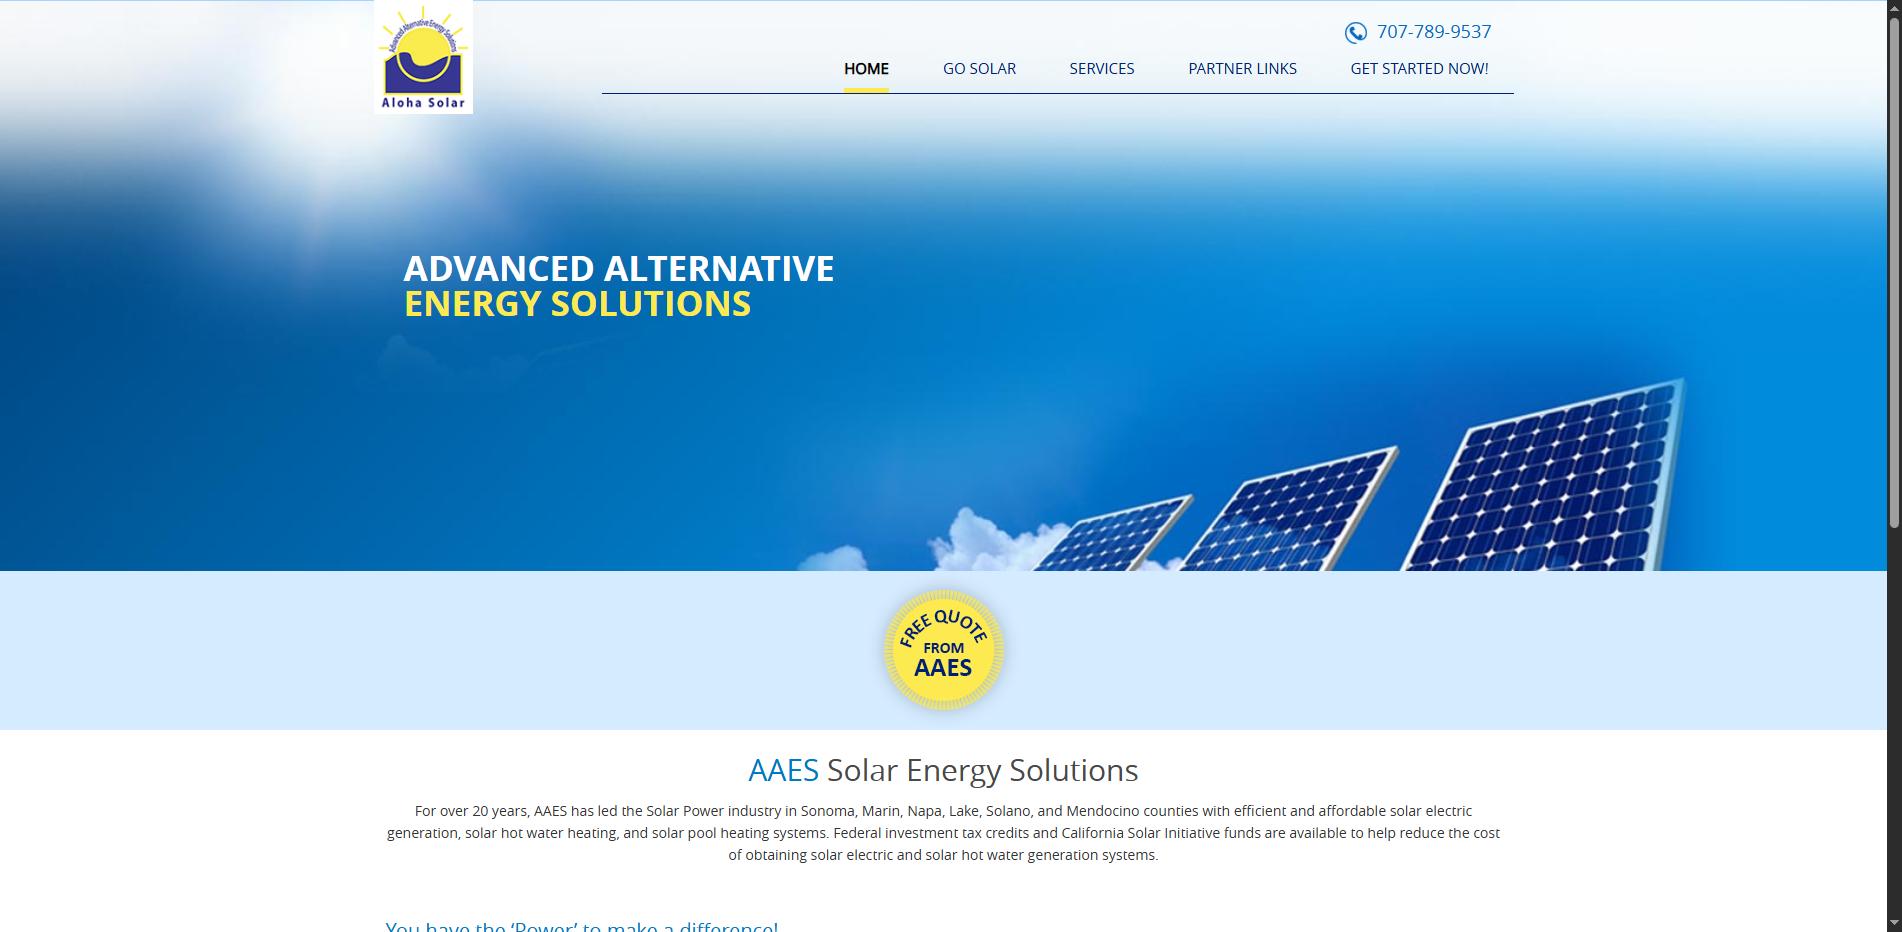 Advanced Alternative Energy Solutions
Aloha Solar
707-789-9537
HOME GO SOLAR SERVICES PARTNER LINKS GET STARTED NOW!
ADVANCED ALTERNATIVE
ENERGY SOLUTIONS
FREE QUOTE
FROM
AAES
AAES Solar Energy Solutions
For over 20 years, AAES has led the Solar Power industry in Sonoma, Marin, Napa, Lake, Solano, and Mendocino counties with efficient and affordable solar electric
generation, solar hot water heating, and solar pool heating systems. Federal investment tax credits and California Solar Initiative funds are available to help reduce the cost
of obtaining solar electric and solar hot water generation systems.
You have the ‘Power’ to make a difference!